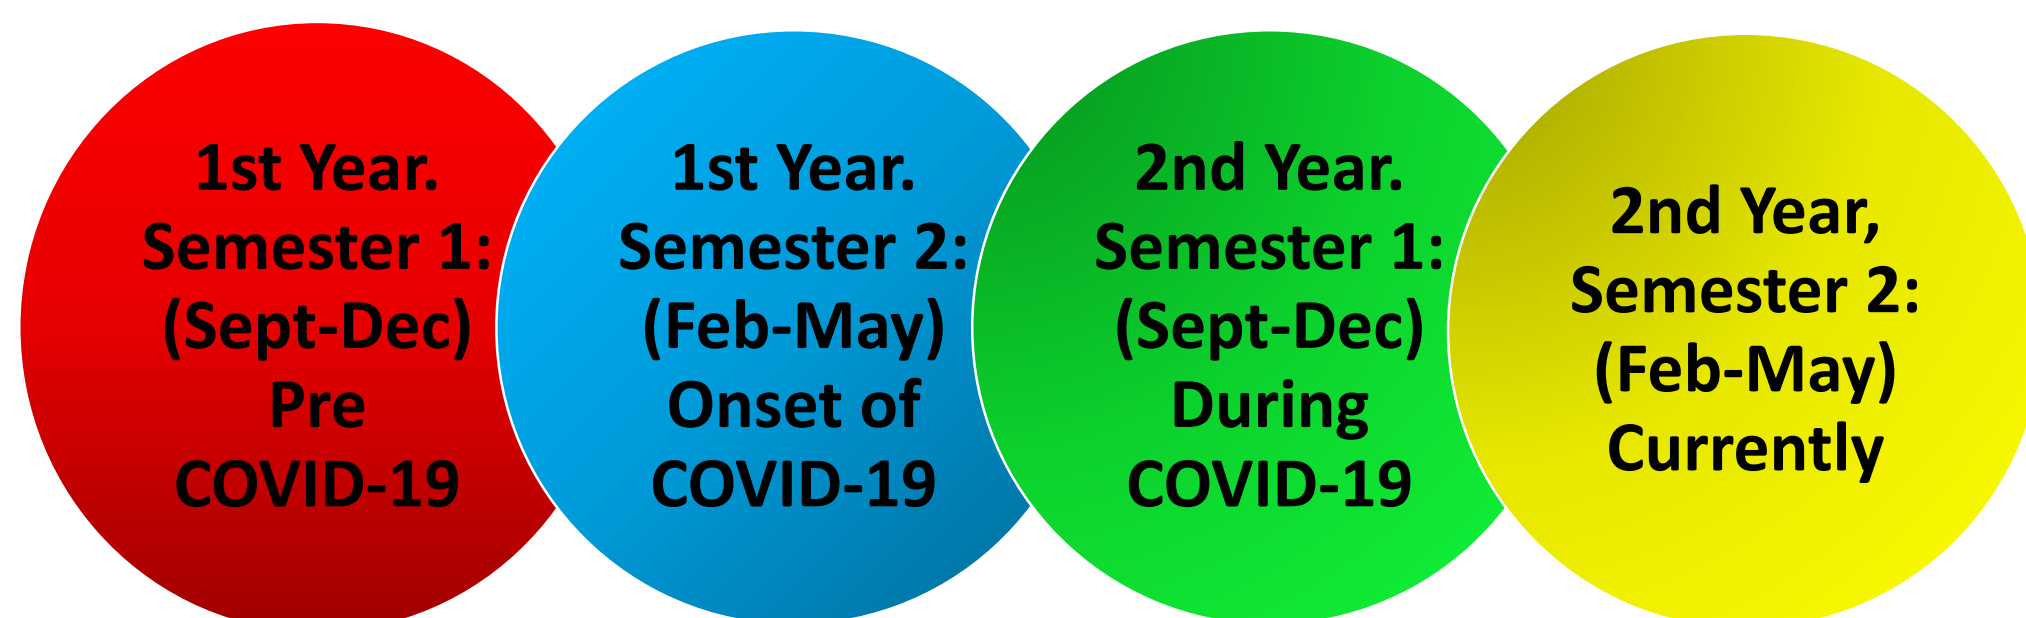 1st Year.
Semester 1:
(Sept-Dec)
Pre
COVID-19
1st Year.
Semester 2:
(Feb-May)
Onset of
COVID-19
2nd Year.
Semester 1:
(Sept-Dec)
During
COVID-19
2nd Year,
Semester 2:
(Feb-May)
Currently